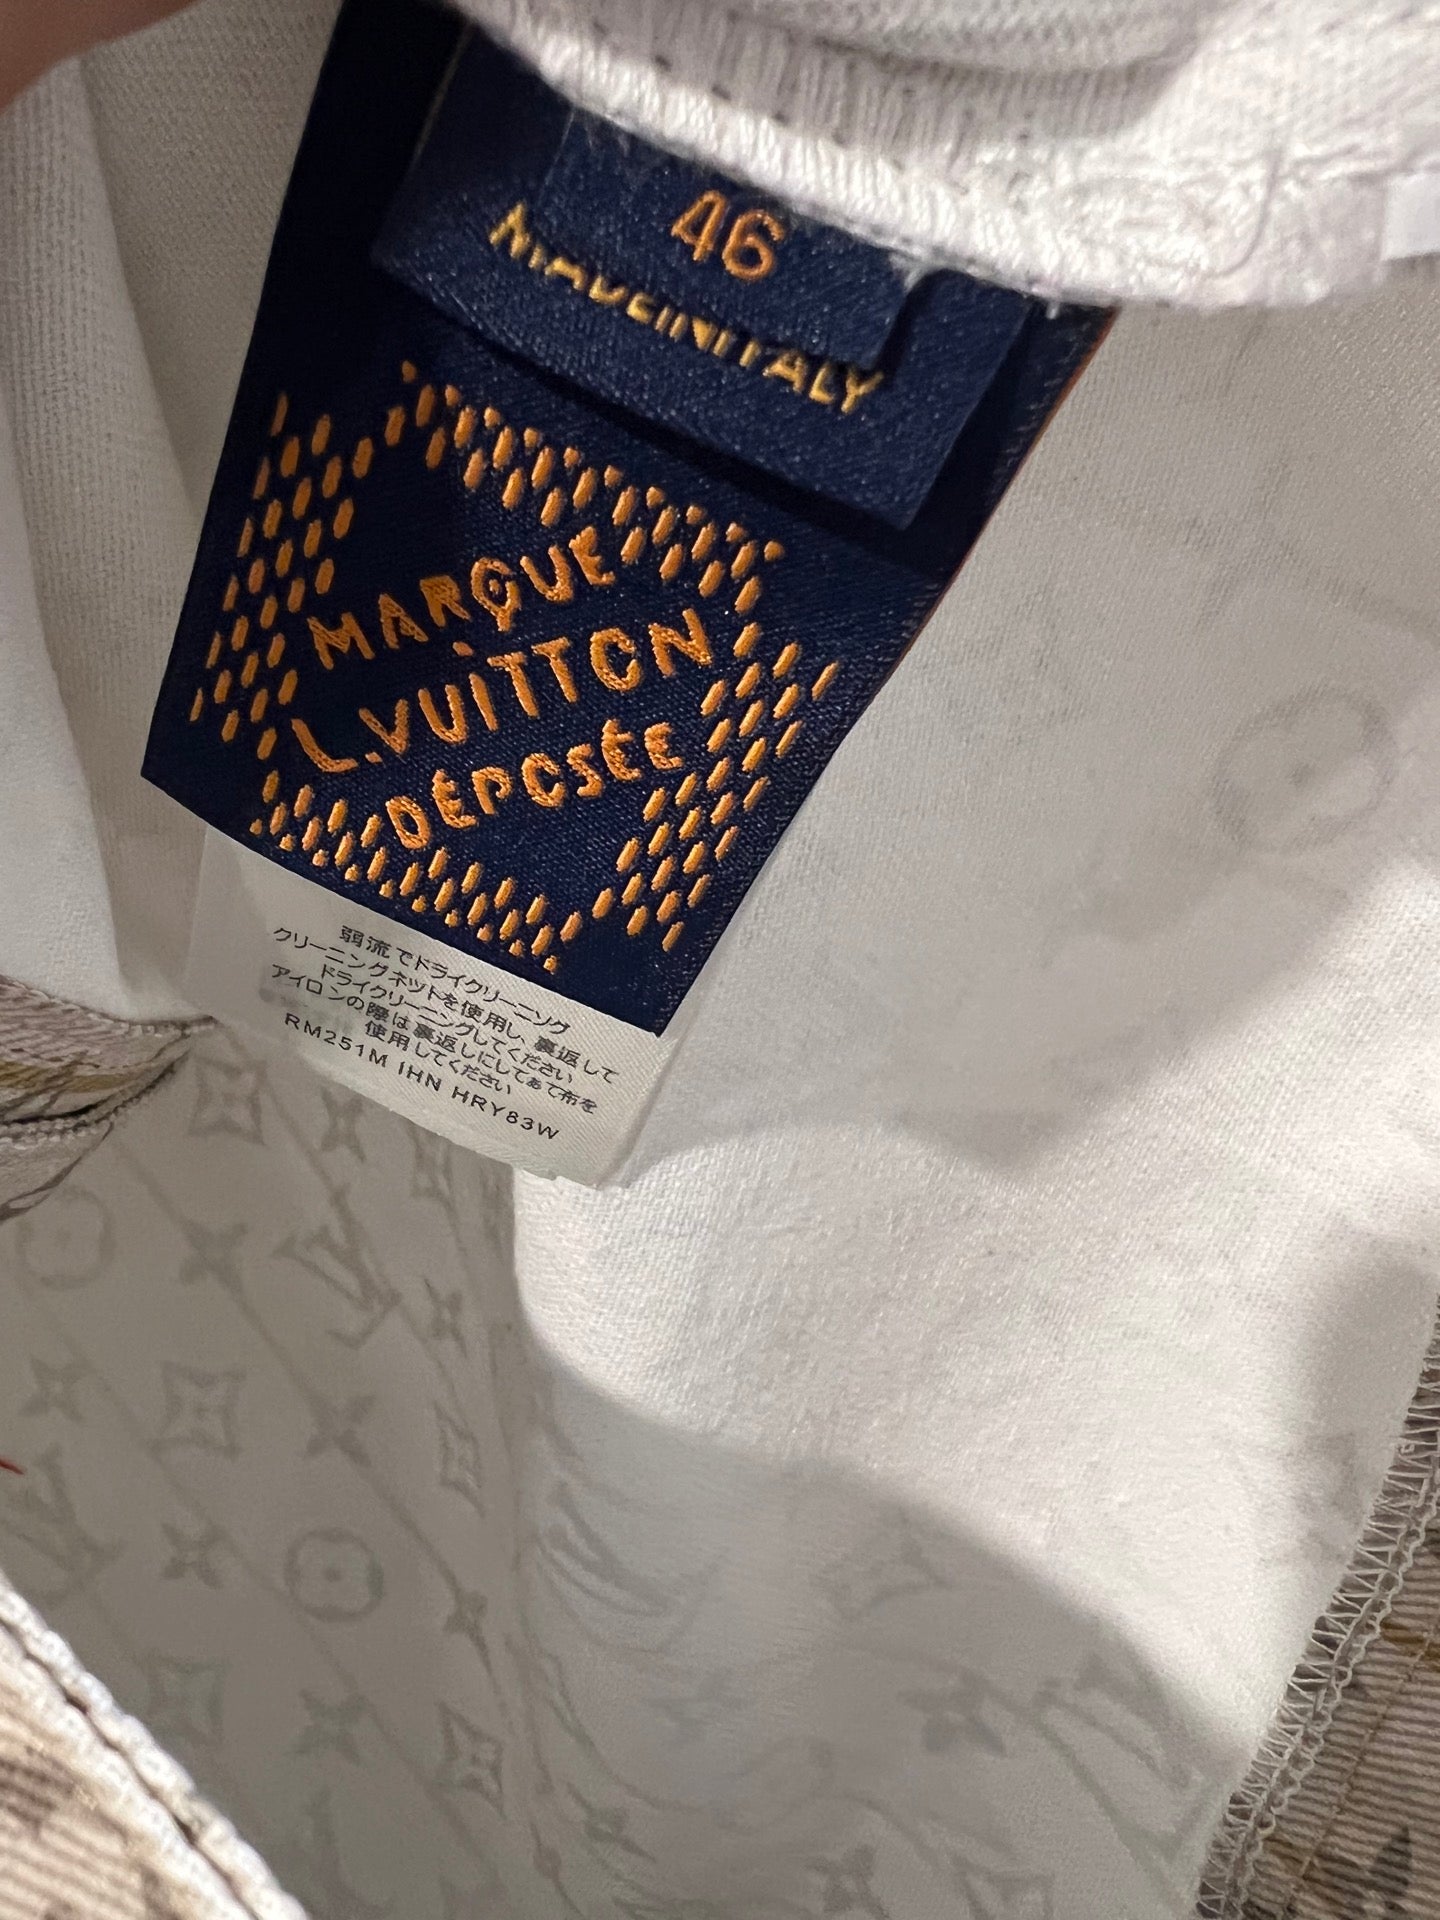 46
MADE IN ITALY
MARQUE
L.VUITTON
DÉPOSÉE
弱流でドライクリーニング
クリーニングネットを使用し、裏返して
ドライクリーニングしてください
アイロンの際は裏返しにしてあて布を
使用してください
RM251M IHN HRY83W